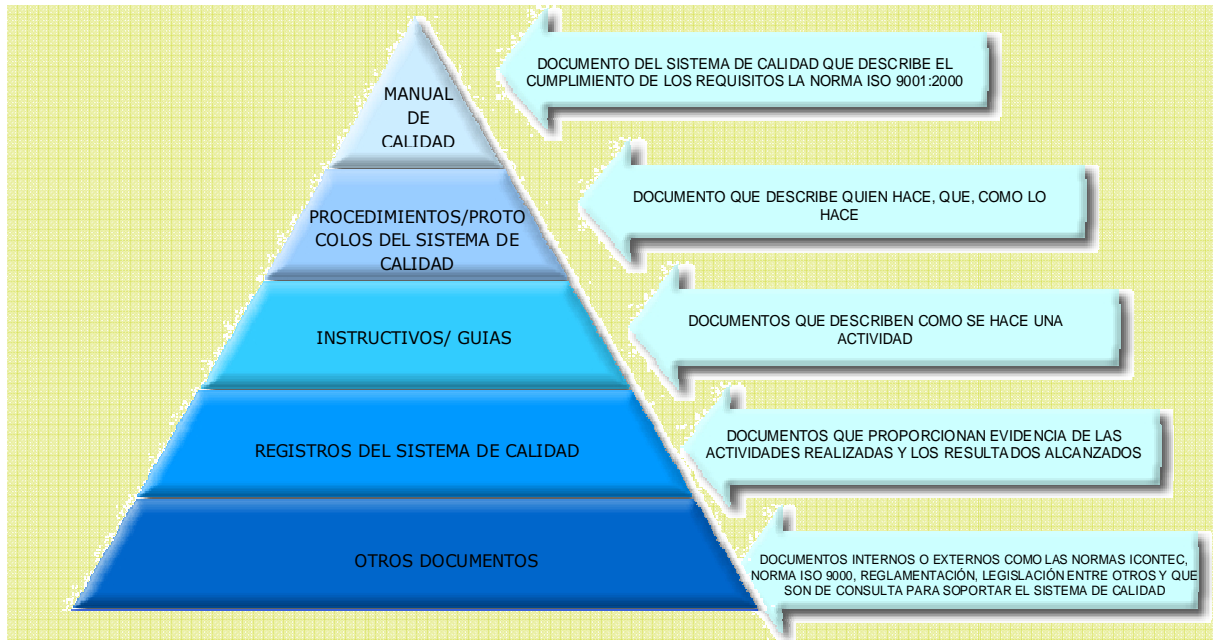 MANUAL
DE
CALIDAD
DOCUMENTO DEL SISTEMA DE CALIDAD QUE DESCRIBE EL
CUMPLIMIENTO DE LOS REQUISITOS LA NORMA ISO 9001:2000
PROCEDIMIENTOS/PROTO
COLOS DEL SISTEMA DE
CALIDAD
DOCUMENTO QUE DESCRIBE QUIEN HACE, QUE, COMO LO
HACE
INSTRUCTIVOS/ GUIAS
DOCUMENTOS QUE DESCRIBEN COMO SE HACE UNA
ACTIVIDAD
REGISTROS DEL SISTEMA DE CALIDAD
DOCUMENTOS QUE PROPORCIONAN EVIDENCIA DE LAS
ACTIVIDADES REALIZADAS Y LOS RESULTADOS ALCANZADOS
OTROS DOCUMENTOS
DOCUMENTOS INTERNOS O EXTERNOS COMO LAS NORMAS ICONTEC,
NORMA ISO 9000, REGLAMENTACIÓN, LEGISLACIÓN ENTRE OTROS Y QUE
SON DE CONSULTA PARA SOPORTAR EL SISTEMA DE CALIDAD